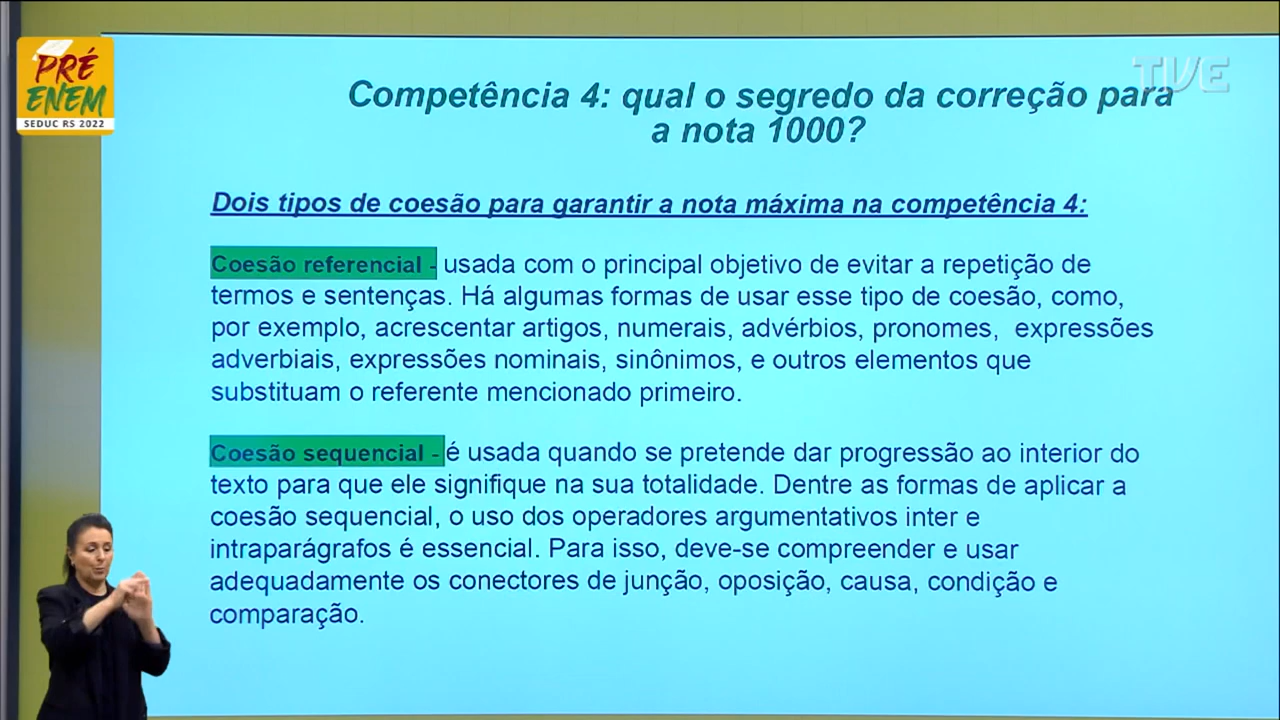 PRÉ
ENEM
SEDUC RS 2022
TVE
Competência 4: qual o segredo da correção para
a nota 1000?
Dois tipos de coesão para garantir a nota máxima na competência 4:
Coesão referencial - usada com o principal objetivo de evitar a repetição de
termos e sentenças. Há algumas formas de usar esse tipo de coesão, como,
por exemplo, acrescentar artigos, numerais, advérbios, pronomes, expressões
adverbiais, expressões nominais, sinônimos, e outros elementos que
substituam o referente mencionado primeiro.
Coesão sequencial - é usada quando se pretende dar progressão ao interior do
texto para que ele signifique na sua totalidade. Dentre as formas de aplicar a
coesão sequencial, o uso dos operadores argumentativos inter e
intraparágrafos é essencial. Para isso, deve-se compreender e usar
adequadamente os conectores de junção, oposição, causa, condição e
comparação.